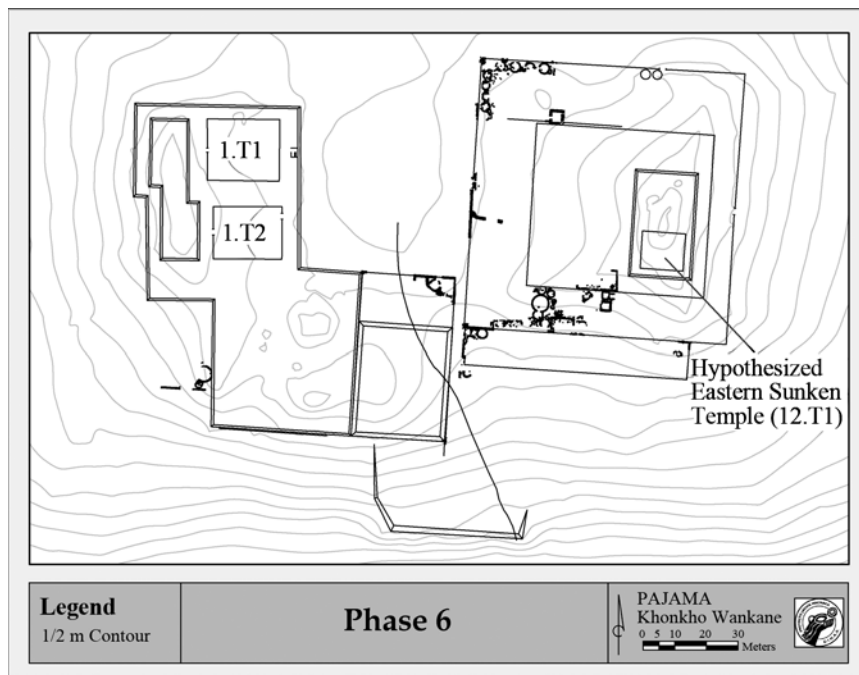 1.T1
1.T2
Hypothesized
Eastern Sunken
Temple (12.T1)
Legend
1/2 m Contour
Phase 6
PAJAMA
Khonkho Wankane
0 5 10 20 30
Meters